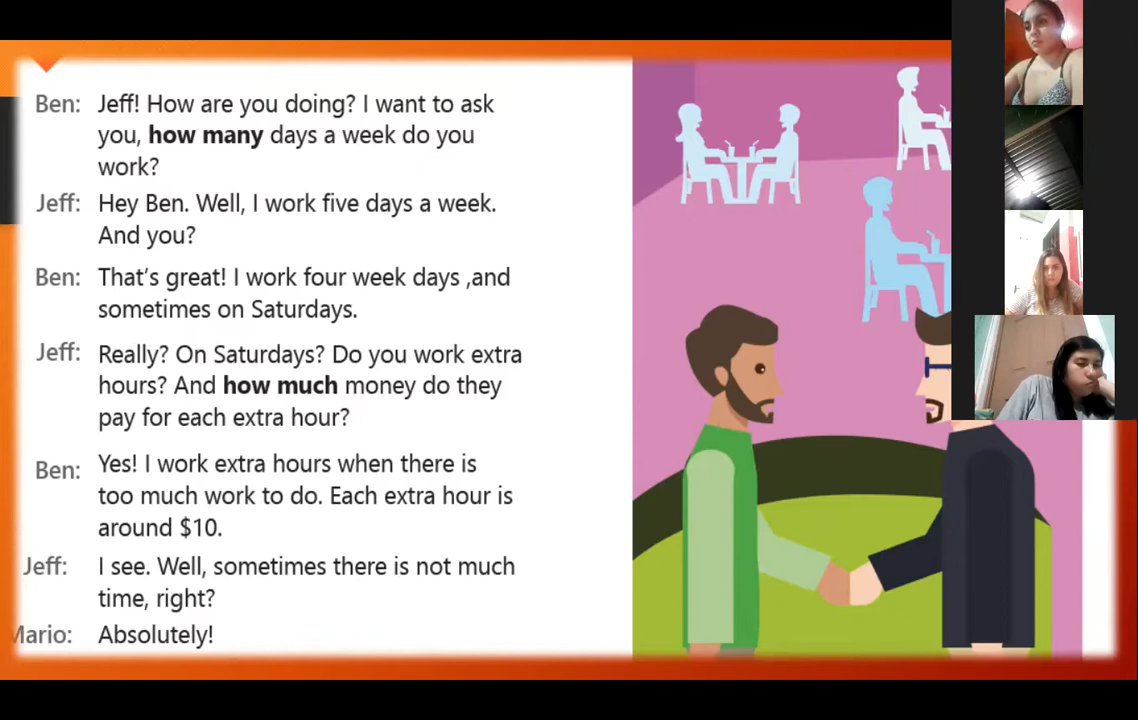 Ben: Jeff! How are you doing? I want to ask
you, how many days a week do you
work?
Jeff: Hey Ben. Well, I work five days a week.
And you?
Ben: That's great! I work four week days ,and
sometimes on Saturdays.
Jeff: Really? On Saturdays? Do you work extra
hours? And how much money do they
pay for each extra hour?
Ben: Yes! I work extra hours when there is
too much work to do. Each extra hour is
around $10.
Jeff: I see. Well, sometimes there is not much
time, right?
Mario: Absolutely!